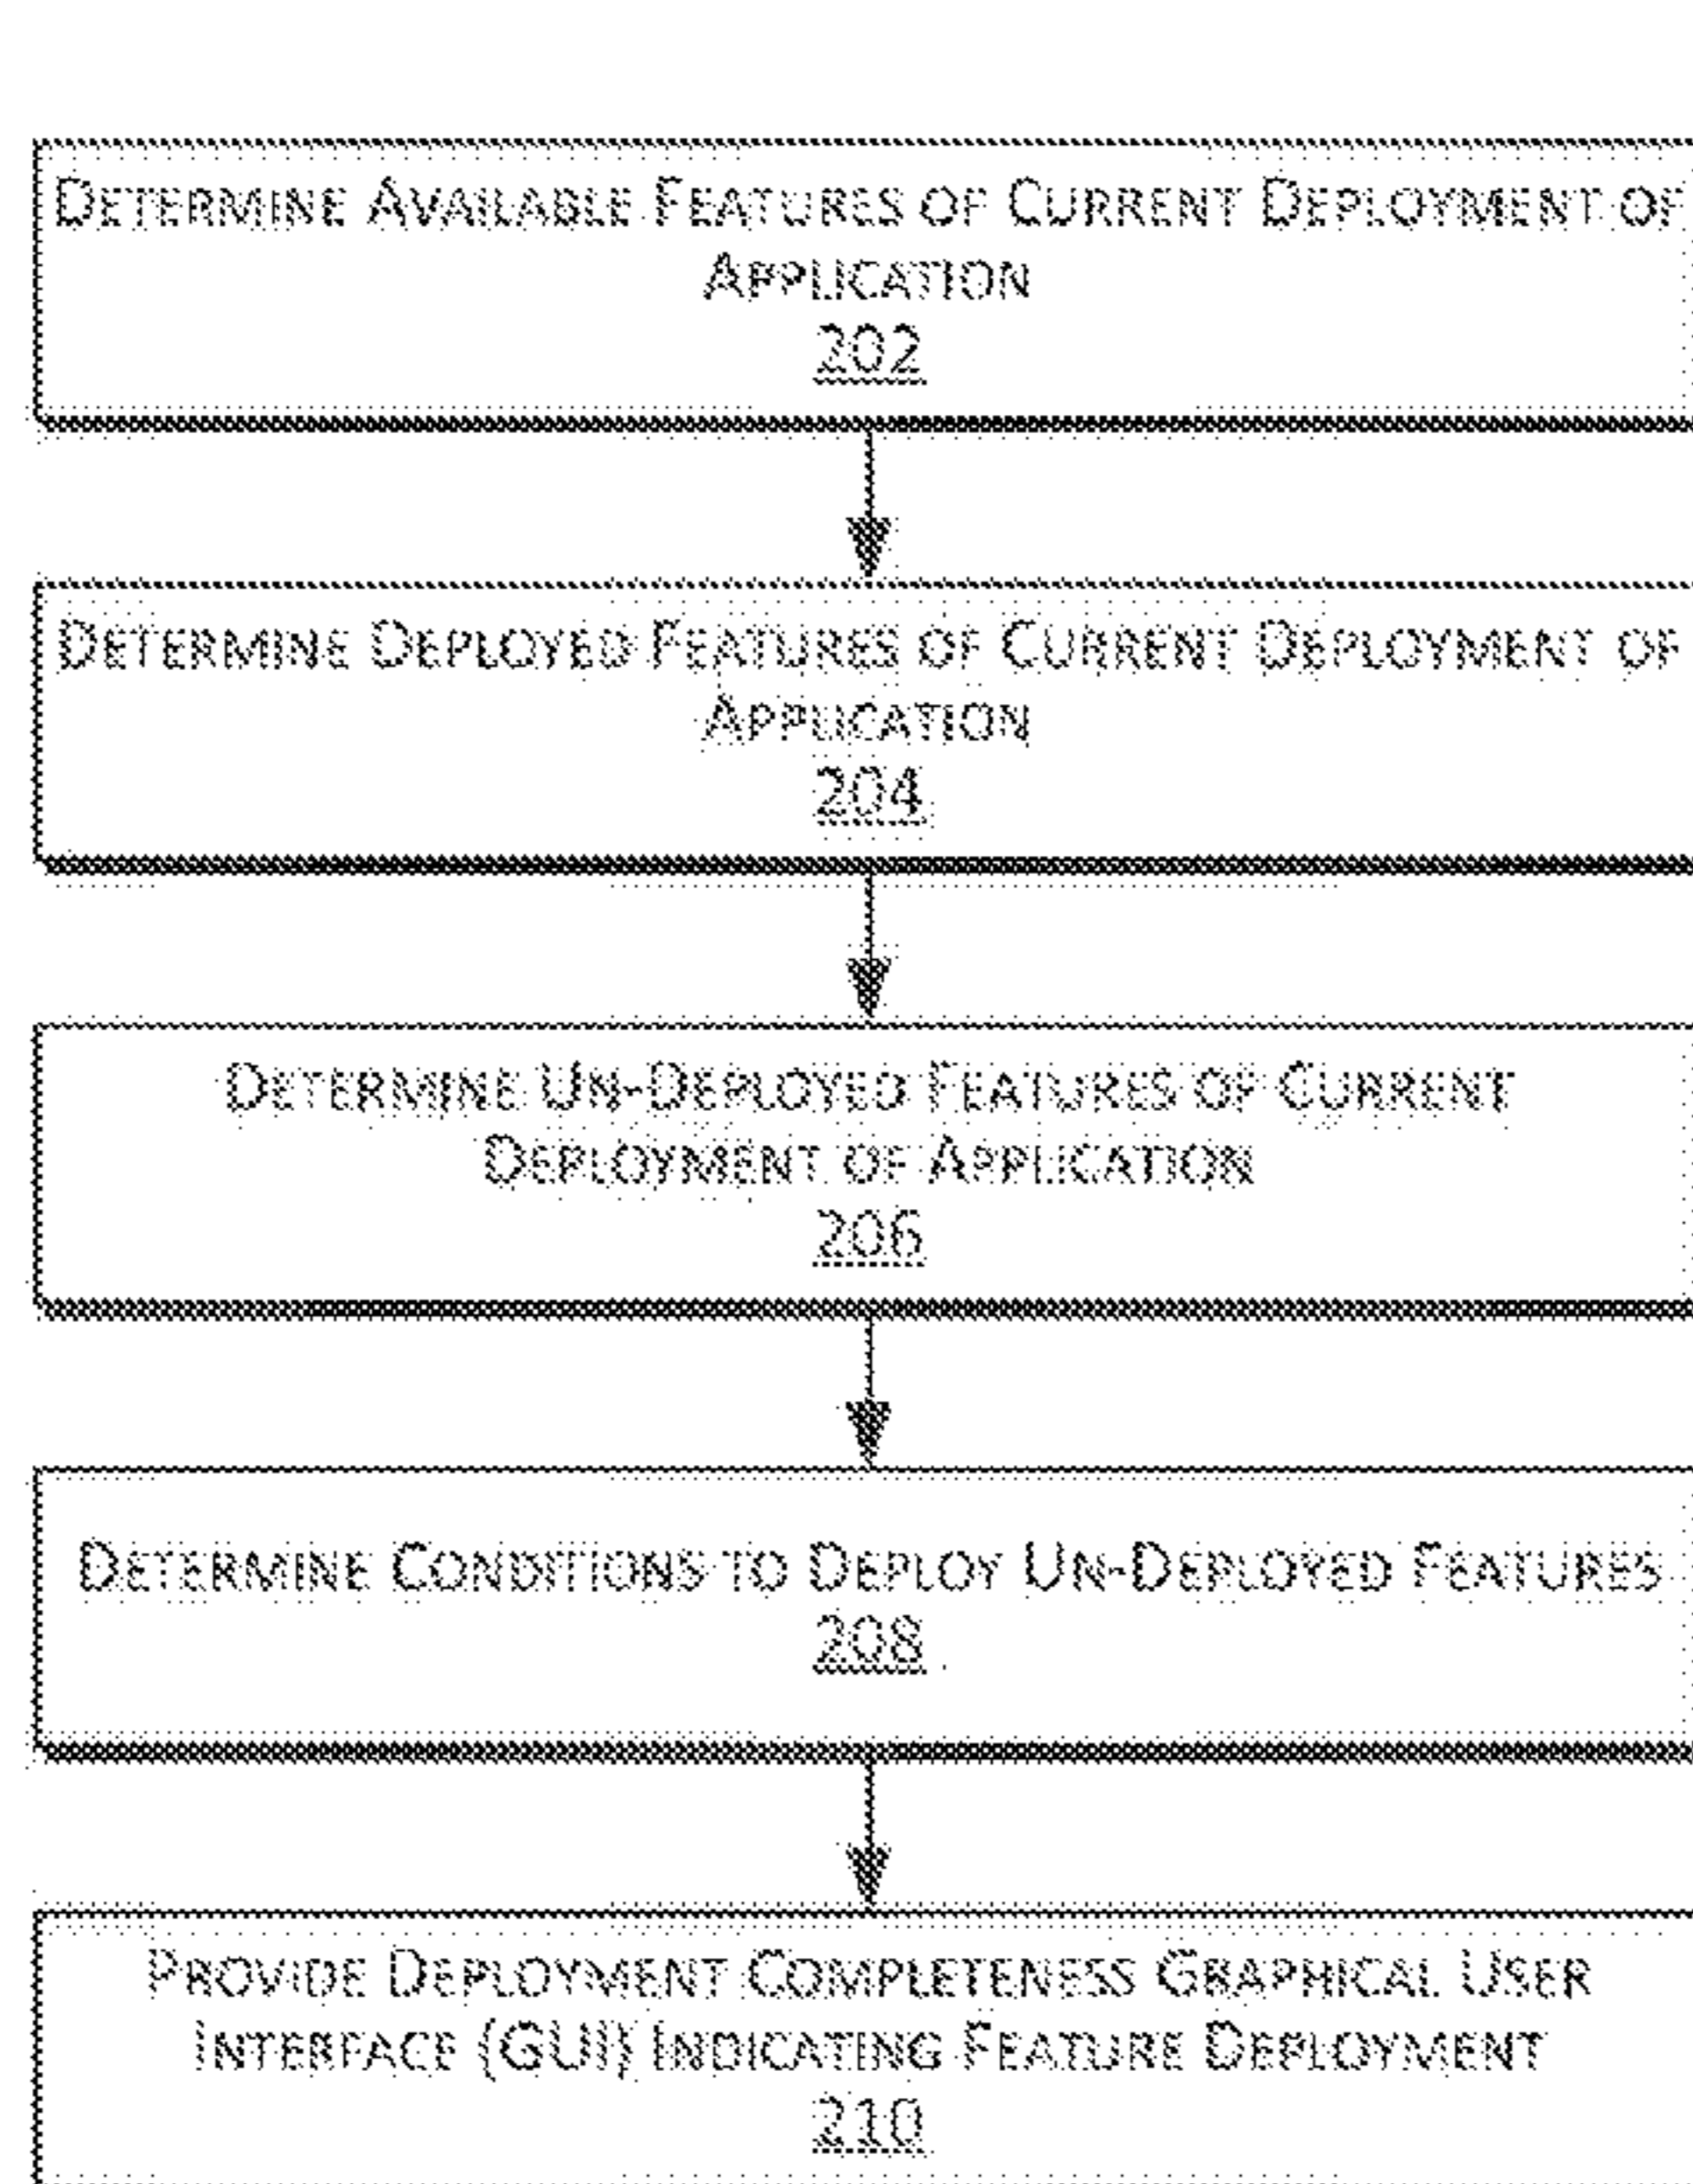 DETERMINE AVAILABLE FEATURES OF CURRENT DEPLOYMENT OF
APPLICATION
202
DETERMINE DEPLOYED FEATURES OF CURRENT DEPLOYMENT OF
APPLICATION
204
DETERMINE UN-DEPLOYED FEATURES OF CURRENT
DEPLOYMENT OF APPLICATION
206
DETERMINE CONDITIONS TO DEPLOY UN-DEPLOYED FEATURES
208
PROVIDE DEPLOYMENT COMPLETENESS GRAPHICAL USER
INTERFACE (GUI) INDICATING FEATURE DEPLOYMENT
210